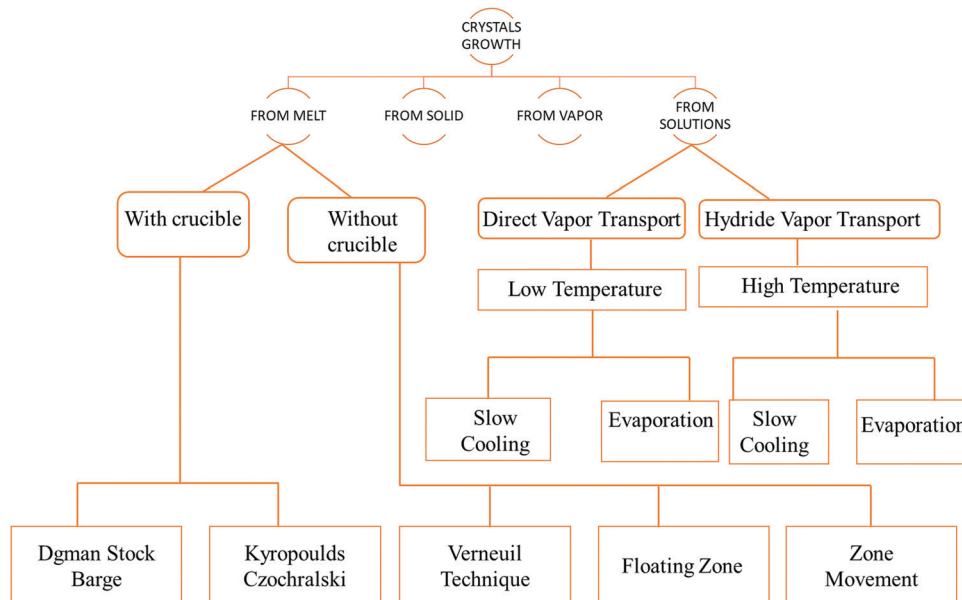 CRYSTALS
GROWTH
FROM MELT
FROM SOLID
FROM VAPOR
FROM
SOLUTIONS
With crucible
Without
crucible
Direct Vapor Transport
Hydride Vapor Transport
Low Temperature
High Temperature
Slow
Cooling
Evaporation
Slow
Cooling
Evaporation
Dgman Stock
Barge
Kyropoulds
Czochralski
Verneuil
Technique
Floating Zone
Zone
Movement